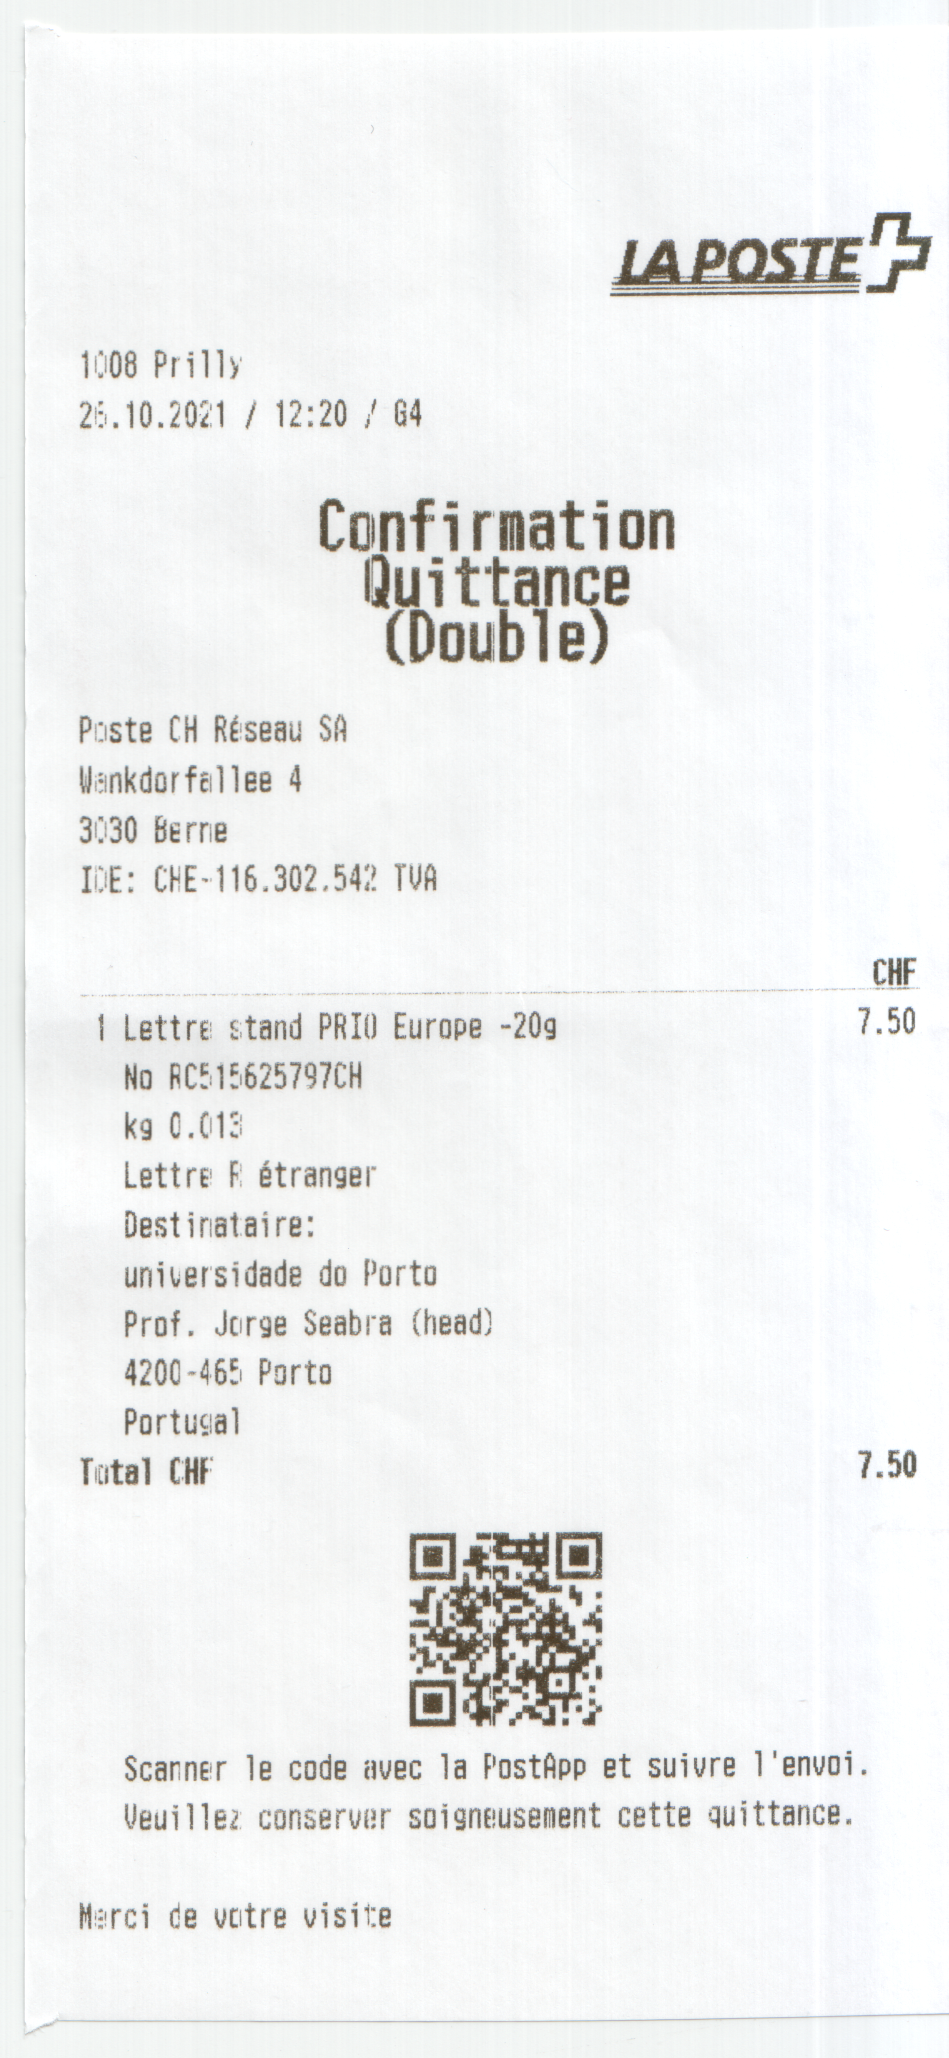 LA POSTE
1008 Prilly
26.10.2021 / 12:20 / G4
Confirmation
Quittance
(Double)
Poste CH Réseau SA
Wankdorfallee 4
3030 Berne
IDE: CHE-116.302.542 TVA
CHF
1 Lettre stand PRIO Europe -20g 7.50
No RC515625797CH
kg 0.013
Lettre R étranger
Destinataire:
universidade do Porto
Prof. Jorge Seabra (head)
4200-465 Porto
Portugal
Total CHF 7.50
Scanner le code avec la PostApp et suivre l'envoi.
Veuillez conserver soigneusement cette quittance.
Merci de votre visite